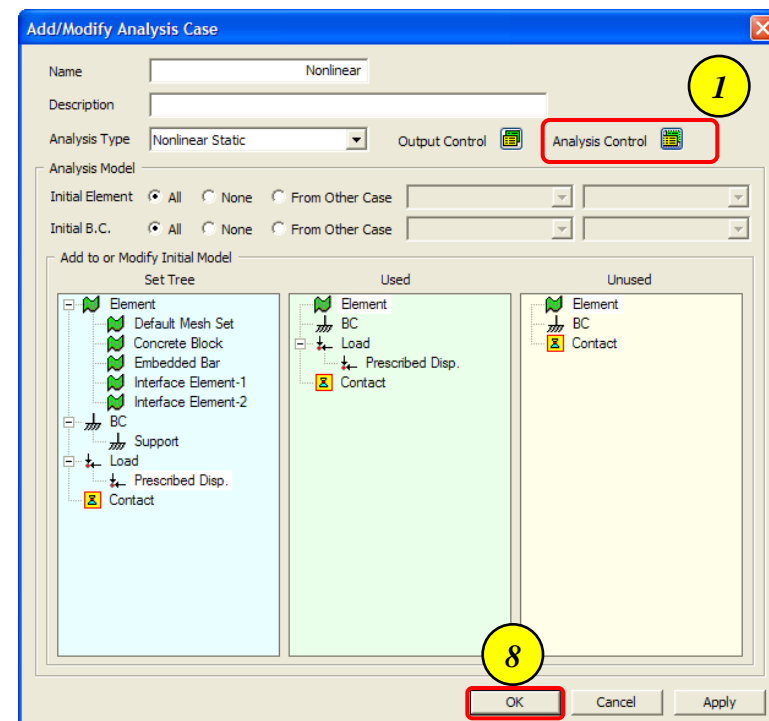 Add/Modify Analysis Case
Name Nonlinear
1
Description
Analysis Type Nonlinear Static Output Control Analysis Control
Analysis Model
Initial Element All None From Other Case
Initial B.C. All None From Other Case
Add to or Modify Initial Model
Set Tree Used Unused
Element Element Element
Default Mesh Set BC BC
Concrete Block Load Contact
Embedded Bar Prescribed Disp.
Interface Element-1 Contact
Interface Element-2
BC
Support
Load
Prescribed Disp.
Contact
8
OK Cancel Apply